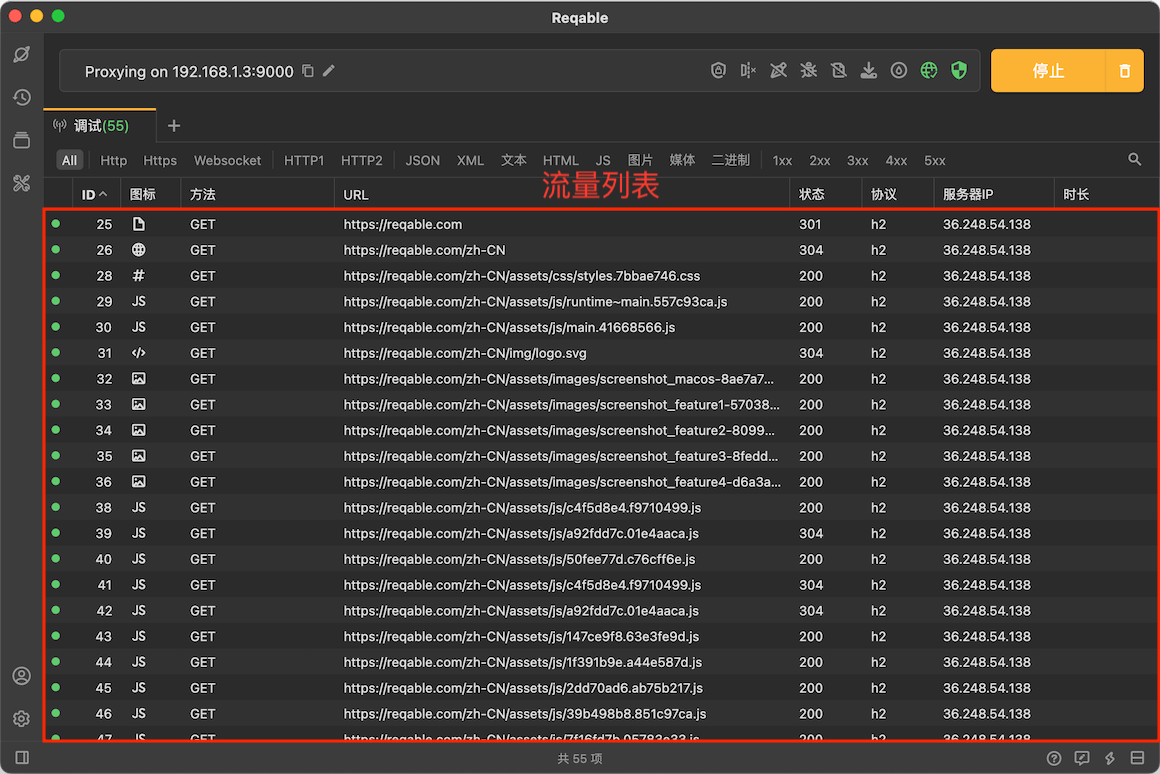 Reqable
Proxying on 192.168.1.3:9000 停止
调试(55) +
All Http Https Websocket HTTP1 HTTP2 JSON XML 文本 HTML JS 图片 媒体 二进制 1xx 2xx 3xx 4xx 5xx
流量列表
ID 图标 方法 URL 状态 协议 服务器IP 时长
25 GET https://reqable.com 301 h2 36.248.54.138
26 GET https://reqable.com/zh-CN 304 h2 36.248.54.138
28 # GET https://reqable.com/zh-CN/assets/css/styles.7bbae746.css 200 h2 36.248.54.138
29 JS GET https://reqable.com/zh-CN/assets/js/runtime~main.557c93ca.js 200 h2 36.248.54.138
30 JS GET https://reqable.com/zh-CN/assets/js/main.41668566.js 200 h2 36.248.54.138
31 </> GET https://reqable.com/zh-CN/img/logo.svg 304 h2 36.248.54.138
32 GET https://reqable.com/zh-CN/assets/images/screenshot_macos-8ae7a7... 200 h2 36.248.54.138
33 GET https://reqable.com/zh-CN/assets/images/screenshot_feature1-57038... 200 h2 36.248.54.138
34 GET https://reqable.com/zh-CN/assets/images/screenshot_feature2-8099... 200 h2 36.248.54.138
35 GET https://reqable.com/zh-CN/assets/images/screenshot_feature3-8fedd... 200 h2 36.248.54.138
36 GET https://reqable.com/zh-CN/assets/images/screenshot_feature4-d6a3a... 200 h2 36.248.54.138
38 JS GET https://reqable.com/zh-CN/assets/js/c4f5d8e4.f9710499.js 200 h2 36.248.54.138
39 JS GET https://reqable.com/zh-CN/assets/js/a92fdd7c.01e4aaca.js 304 h2 36.248.54.138
40 JS GET https://reqable.com/zh-CN/assets/js/50fee77d.c76cff6e.js 200 h2 36.248.54.138
41 JS GET https://reqable.com/zh-CN/assets/js/c4f5d8e4.f9710499.js 304 h2 36.248.54.138
42 JS GET https://reqable.com/zh-CN/assets/js/a92fdd7c.01e4aaca.js 304 h2 36.248.54.138
43 JS GET https://reqable.com/zh-CN/assets/js/147ce9f8.63e3fe9d.js 200 h2 36.248.54.138
44 JS GET https://reqable.com/zh-CN/assets/js/1f391b9e.a44e587d.js 200 h2 36.248.54.138
45 JS GET https://reqable.com/zh-CN/assets/js/2dd70ad6.ab75b217.js 200 h2 36.248.54.138
46 JS GET https://reqable.com/zh-CN/assets/js/39b498b8.851c97ca.js 200 h2 36.248.54.138
47 JS GET 200 h2 36.248.54.138
共 55 项